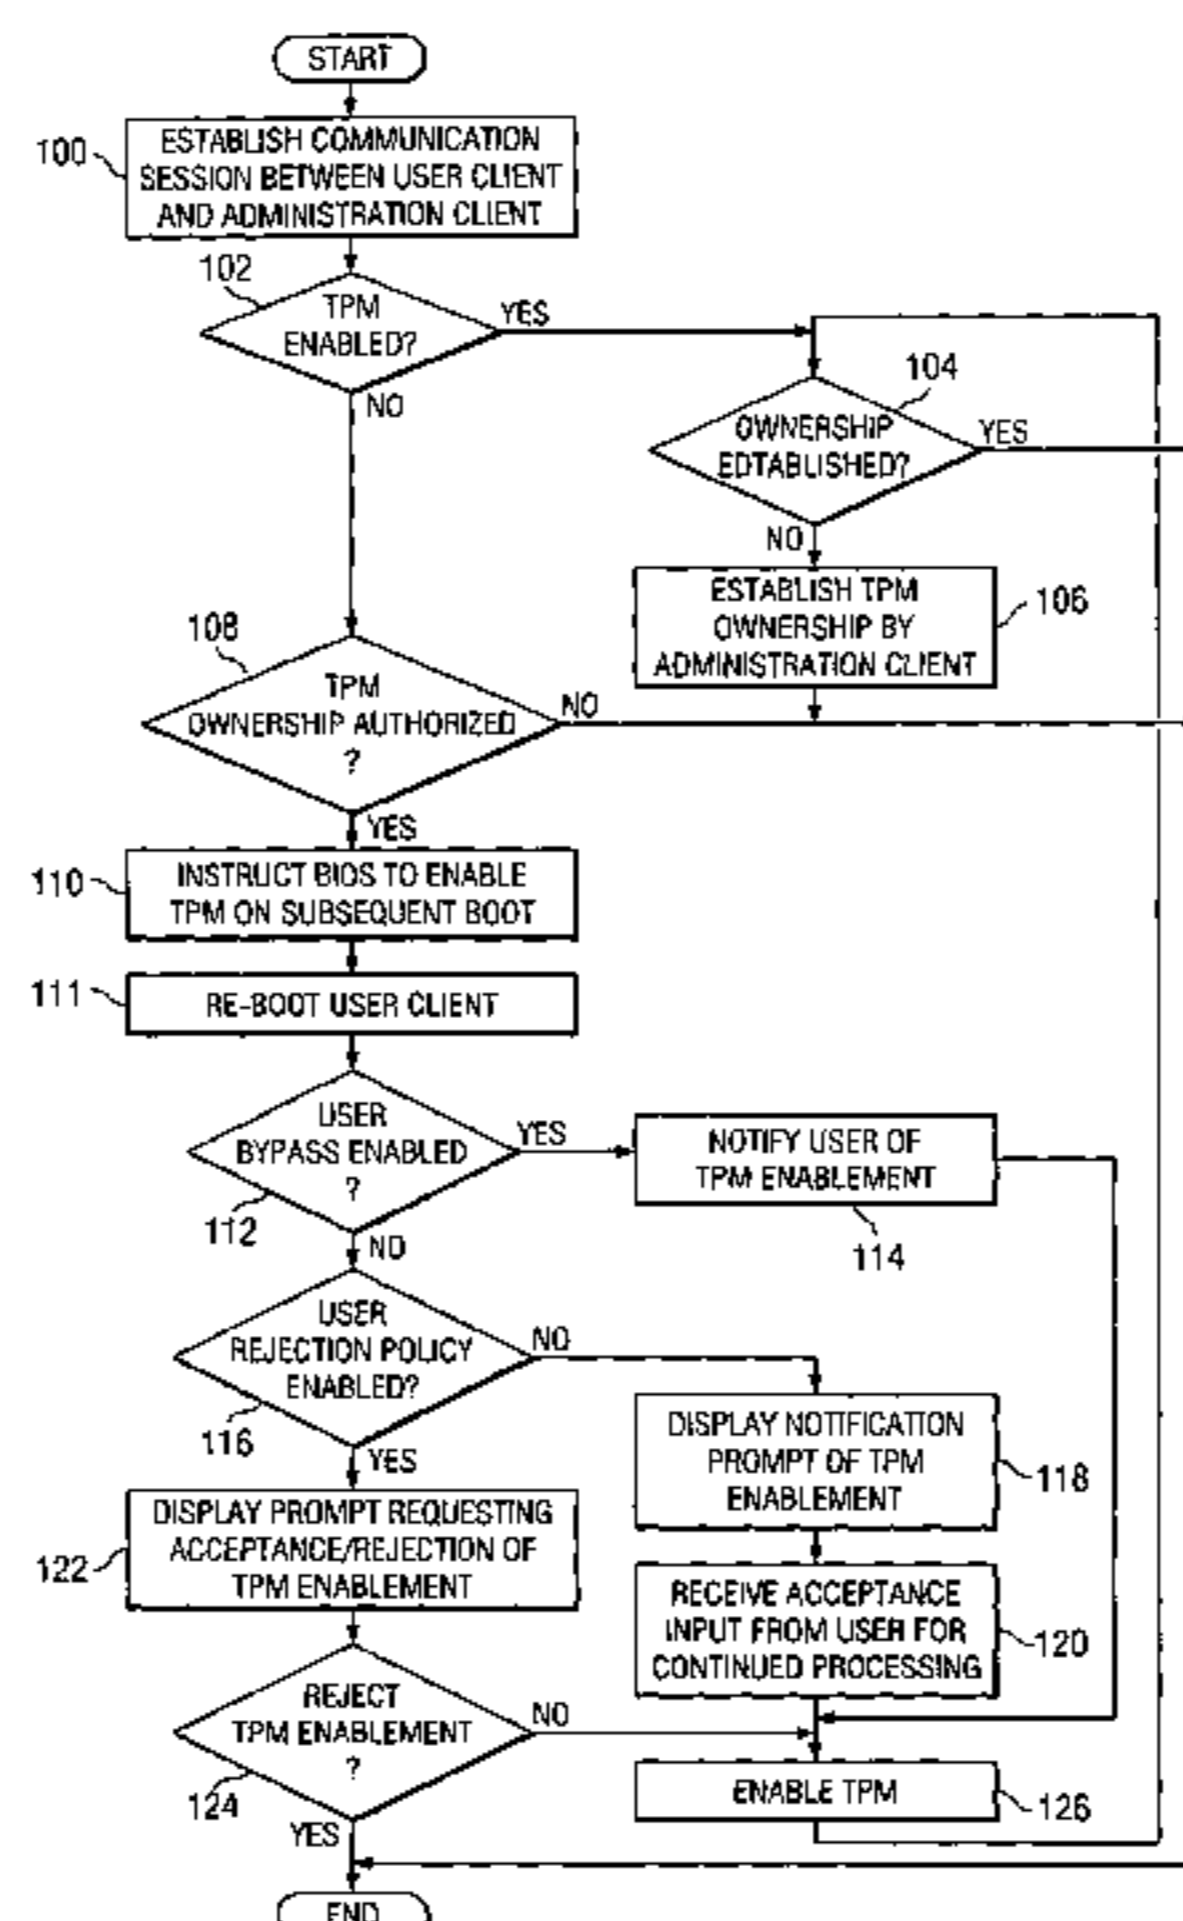 START
100
ESTABLISH COMMUNICATION
SESSION BETWEEN USER CLIENT
AND ADMINISTRATION CLIENT
102
TPM
ENABLED?
YES
NO
104
OWNERSHIP
EDTABLISHED?
YES
NO
ESTABLISH TPM
OWNERSHIP BY
ADMINISTRATION CLIENT
106
108
TPM
OWNERSHIP AUTHORIZED
?
NO
YES
110
INSTRUCT BIOS TO ENABLE
TPM ON SUBSEQUENT BOOT
111
RE-BOOT USER CLIENT
USER
BYPASS ENABLED
?
YES
112
NO
NOTIFY USER OF
TPM ENABLEMENT
114
USER
REJECTION POLICY
ENABLED?
NO
116
YES
DISPLAY NOTIFICATION
PROMPT OF TPM
ENABLEMENT
118
122
DISPLAY PROMPT REQUESTING
ACCEPTANCE/REJECTION OF
TPM ENABLEMENT
RECEIVE ACCEPTANCE
INPUT FROM USER FOR
CONTINUED PROCESSING
120
REJECT
TPM ENABLEMENT
?
NO
124
YES
ENABLE TPM
126
END